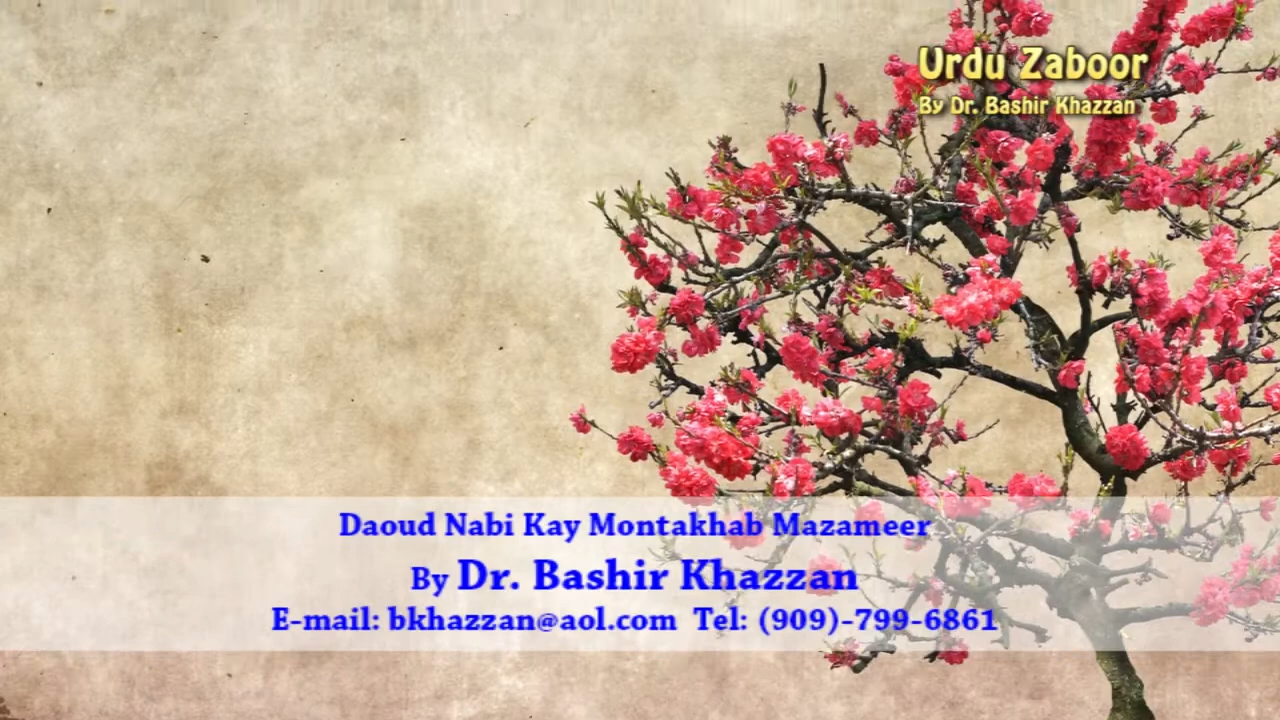 Urdu Zaboor
By Dr. Bashir Khazzan
Daoud Nabi Kay Montakhab Mazameer
By Dr. Bashir Khazzan
E-mail: bkhazzan@aol.com Tel: (909)-799-6861